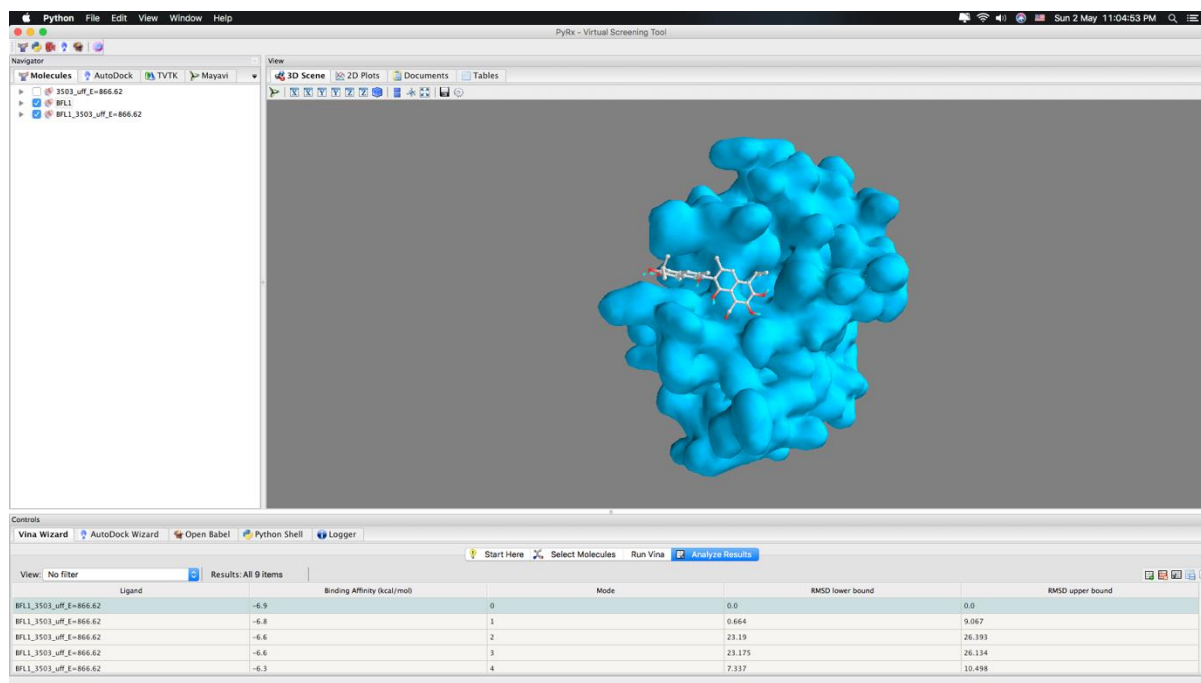 Python File Edit View Window Help Sun 2 May 11:04:53 PM
PyRx - Virtual Screening Tool
Navigator
Molecules AutoDock TVTK Mayavi
3503_uff_E=866.62
BFL1
BFL1_3503_uff_E=866.62
View
3D Scene 2D Plots Documents Tables
X X Y Y Z Z
Controls
Vina Wizard AutoDock Wizard Open Babel Python Shell Logger
Start Here Select Molecules Run Vina Analyze Results
View: No filter Results: All 9 items
Ligand Binding Affinity (kcal/mol) Mode RMSD lower bound RMSD upper bound
BFL1_3503_uff_E=866.62 -6.9 0 0.0 0.0
BFL1_3503_uff_E=866.62 -6.8 1 0.664 9.067
BFL1_3503_uff_E=866.62 -6.6 2 23.19 26.393
BFL1_3503_uff_E=866.62 -6.6 3 23.175 26.134
BFL1_3503_uff_E=866.62 -6.3 4 7.337 10.498